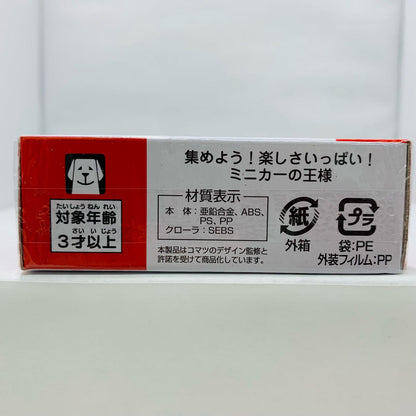 たいしょうねんれい
対象年齢
さいいじょう
3才以上
集めよう！楽しさいっぱい！
ミニカーの王様
材質表示
本 体：亜鉛合金、ABS、
PS、PP
クローラ：SEBS
本製品はコマツのデザイン監修と
許諾を受けて商品化しています。
紙
外箱
プラ
袋：PE
外装フィルム：PP